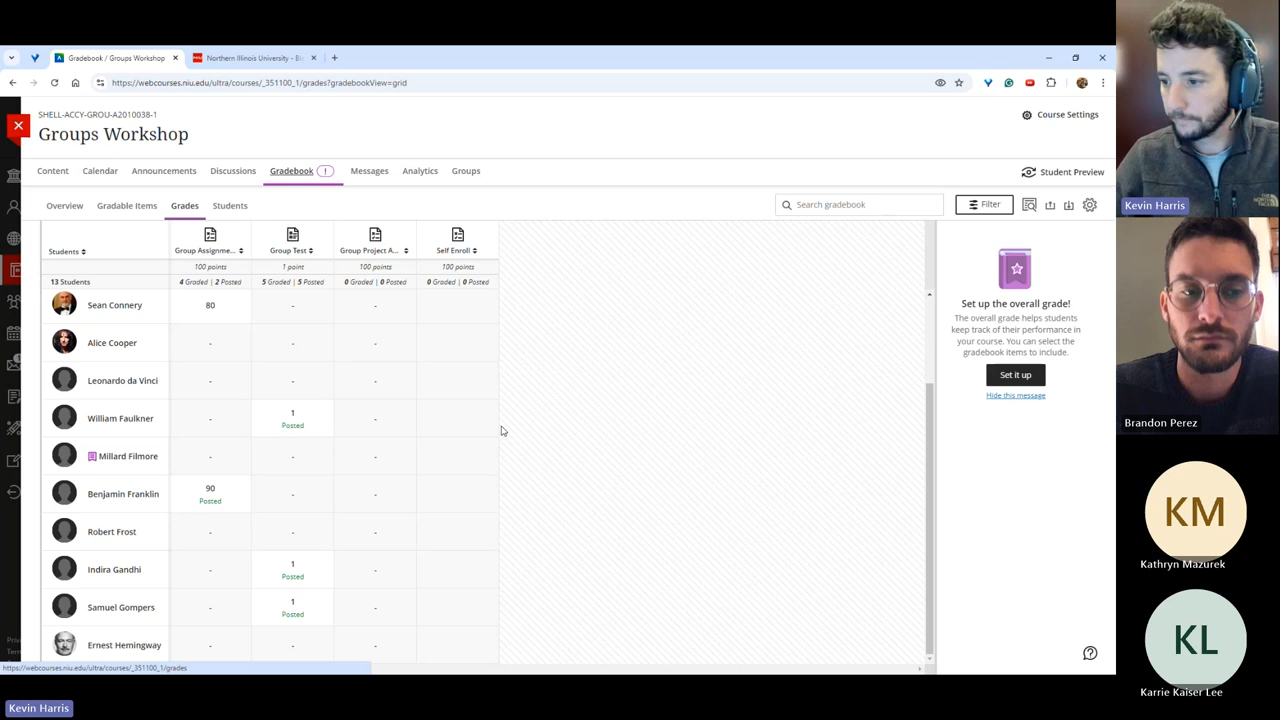 Gradebook / Groups Workshop
Northern Illinois University - Bl
https://webcourses.niu.edu/ultra/courses/_351100_1/grades?gradebookView=grid
SHELL-ACCY-GROU-A2010038-1
Groups Workshop
Course Settings
Content Calendar Announcements Discussions Gradebook ! Messages Analytics Groups
Student Preview
Overview Gradable Items Grades Students
Search gradebook
Filter
Students
Group Assignme... Group Test Group Project A... Self Enroll
100 points 1 point 100 points 100 points
13 Students 4 Graded | 2 Posted 5 Graded | 5 Posted 0 Graded | 0 Posted 0 Graded | 0 Posted
Sean Connery 80 - -
Alice Cooper - - -
Leonardo da Vinci - - -
William Faulkner - 1 -
Posted
Millard Filmore - - -
Benjamin Franklin 90 - -
Posted
Robert Frost - - -
Indira Gandhi - 1 -
Posted
Samuel Gompers - 1 -
Posted
Ernest Hemingway - - -
Set up the overall grade!
The overall grade helps students
keep track of their performance in
your course. You can select the
gradebook items to include.
Set it up
Hide this message
Priv
Term
https://webcourses.niu.edu/ultra/courses/_351100_1/grades
Kevin Harris
Kevin Harris
Brandon Perez
KM
Kathryn Mazurek
KL
Karrie Kaiser Lee